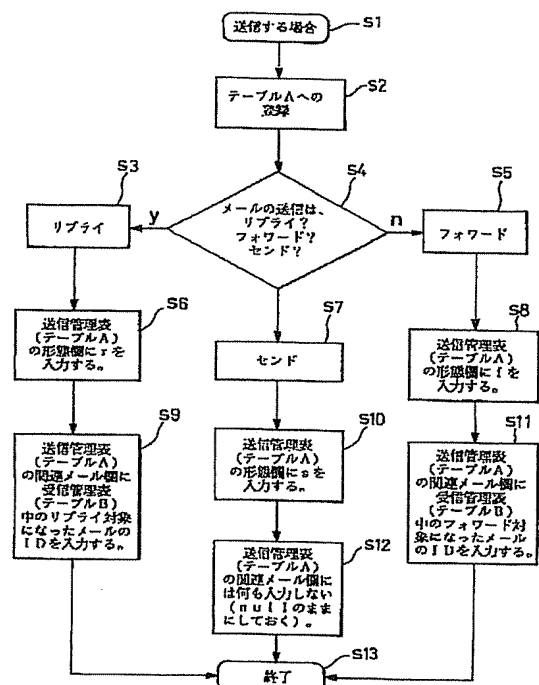 送信する場合
S1
S2
テーブルAへの
登録
S3
S4
S5
リプライ
y
メールの送信は、
リプライ?
フォワード?
センド?
n
フォワード
S6
送信管理表
(テーブルA)
の形態欄にrを
入力する。
S7
センド
S8
送信管理表
(テーブルA)
の形態欄にfを
入力する。
S9
送信管理表
(テーブルA)
の関連メール欄に
受信管理表
(テーブルB)
中のリプライ対象
になったメールの
IDを入力する。
S10
送信管理表
(テーブルA)
の形態欄にsを
入力する。
S11
送信管理表
(テーブルA)
の関連メール欄に
受信管理表
(テーブルB)
中のフォワード対
象になったメール
のIDを入力する。
S12
送信管理表
(テーブルA)
の関連メール欄に
は何も入力しない
(nullのまま
にしておく)。
S13
終了